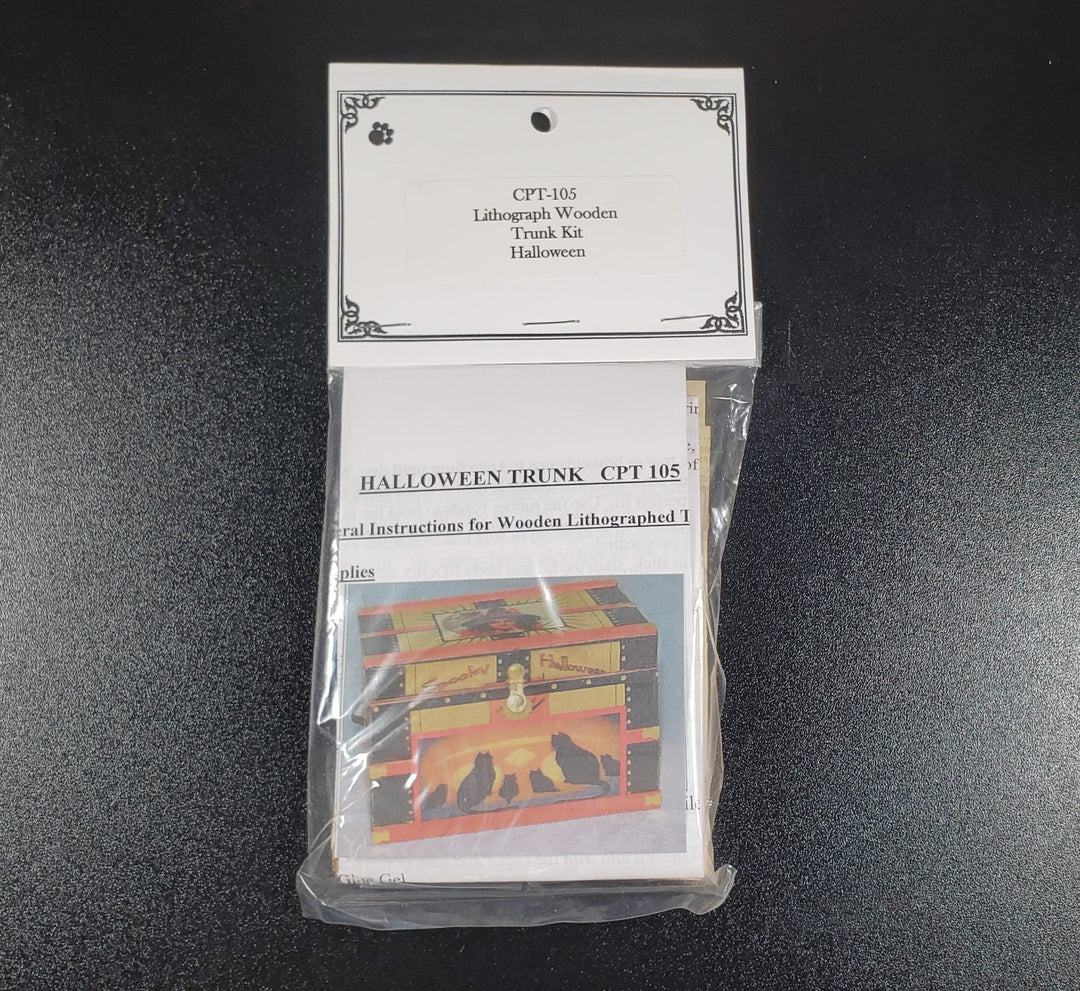 CPT-105
Lithograph Wooden
Trunk Kit
Halloween
HALLOWEEN TRUNK CPT 105
eral Instructions for Wooden Lithographed T
plies
Spooky Halloween
Glue Gel